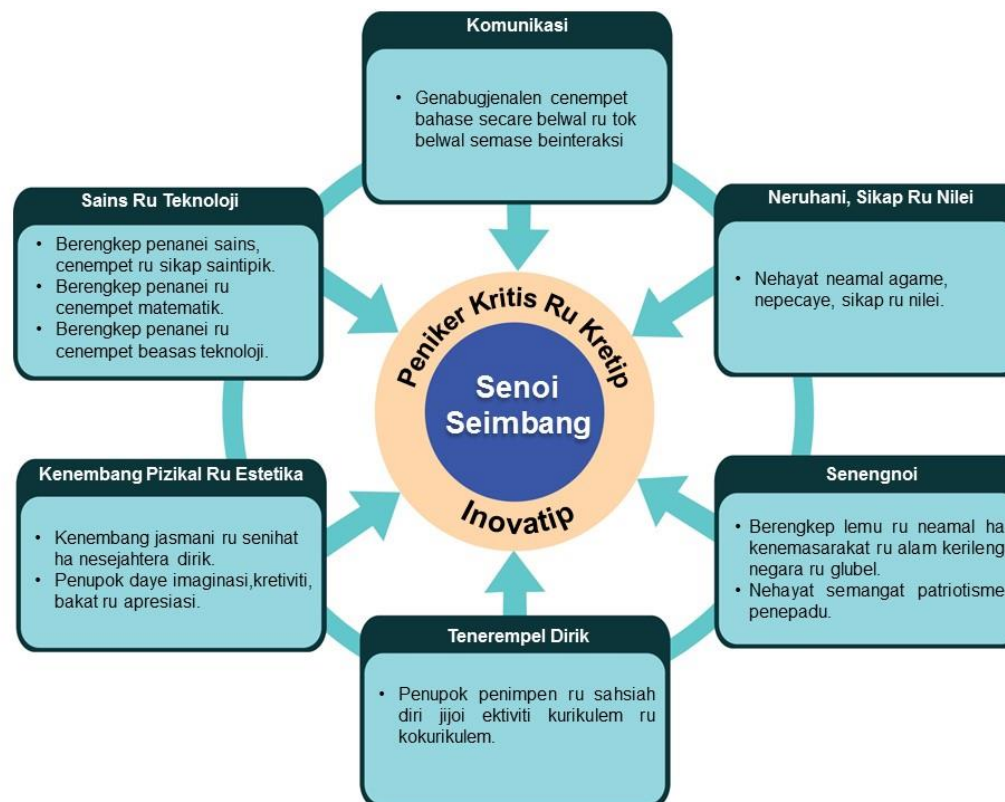 Komunikasi
• Genabugjenalen cenempet
bahase secare belwal ru tok
belwal semase beinteraksi
Sains Ru Teknoloji
• Berengkep penanei sains,
cenempet ru sikap saintipik.
• Berengkep penanei ru
cenempet matematik.
• Berengkep penanei ru
cenempet beasas teknoloji.
Neruhani, Sikap Ru Nilei
• Nehayat neamal agame,
nepecaye, sikap ru nilei.
Peniker Kritis Ru Kretip
Senoi
Seimbang
Inovatip
Kenembang Pizikal Ru Estetika
• Kenembang jasmani ru senihat
ha nesejahtera dirik.
• Penupok daye imaginasi,kretiviti,
bakat ru apresiasi.
Senengnoi
• Berengkep lemu ru neamal ha
kenemasarakat ru alam kerileng
negara ru glubel.
• Nehayat semangat patriotisme
penepadu.
Tenerempel Dirik
• Penupok penimpen ru sahsiah
diri jijoi ektiviti kurikulem ru
kokurikulem.